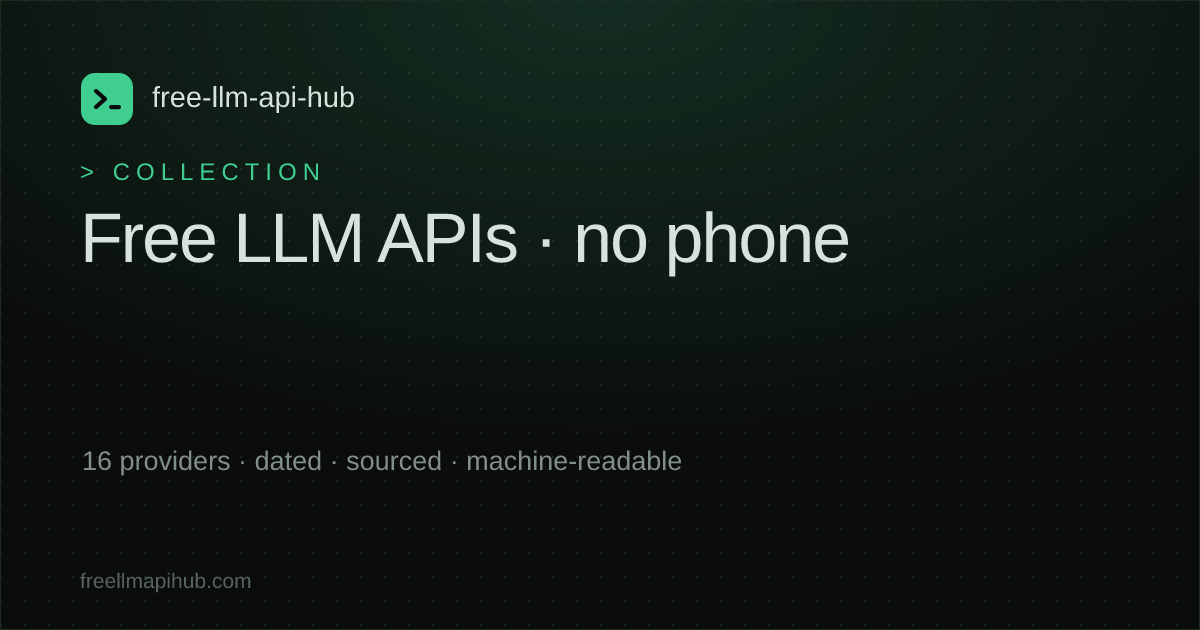 free-llm-api-hub
> COLLECTION
Free LLM APIs · no phone
16 providers · dated · sourced · machine-readable
freellmapihub.com